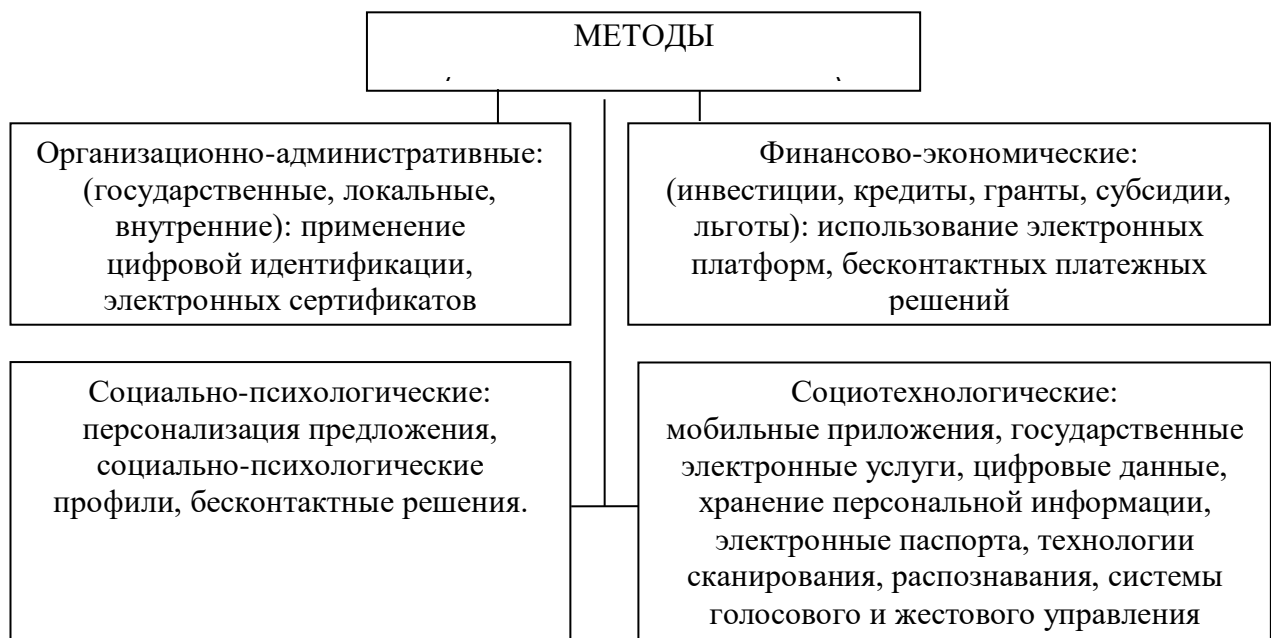 МЕТОДЫ
Организационно-административные:
(государственные, локальные,
внутренние): применение
цифровой идентификации,
электронных сертификатов
Финансово-экономические:
(инвестиции, кредиты, гранты, субсидии,
льготы): использование электронных
платформ, бесконтактных платежных
решений
Социально-психологические:
персонализация предложения,
социально-психологические
профили, бесконтактные решения.
Социотехнологические:
мобильные приложения, государственные
электронные услуги, цифровые данные,
хранение персональной информации,
электронные паспорта, технологии
сканирования, распознавания, системы
голосового и жестового управления